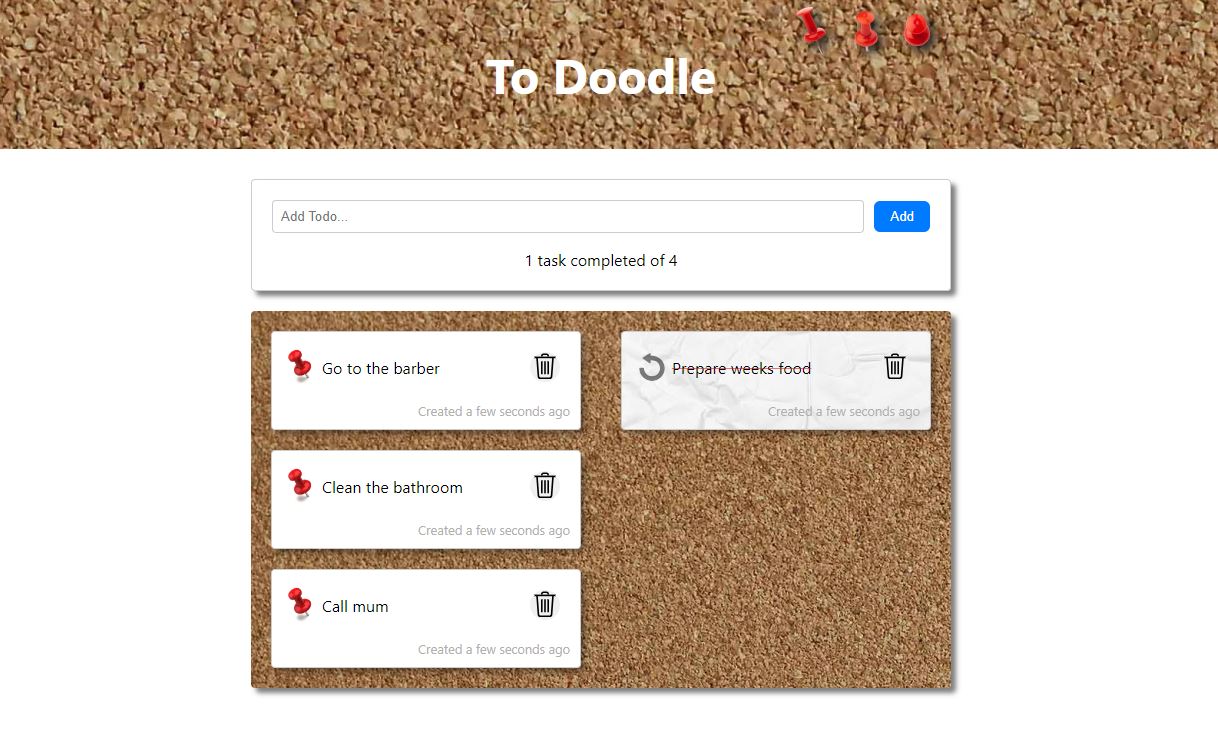 To Doodle
Add Todo...
Add
1 task completed of 4
Go to the barber
Created a few seconds ago
Prepare weeks food
Created a few seconds ago
Clean the bathroom
Created a few seconds ago
Call mum
Created a few seconds ago